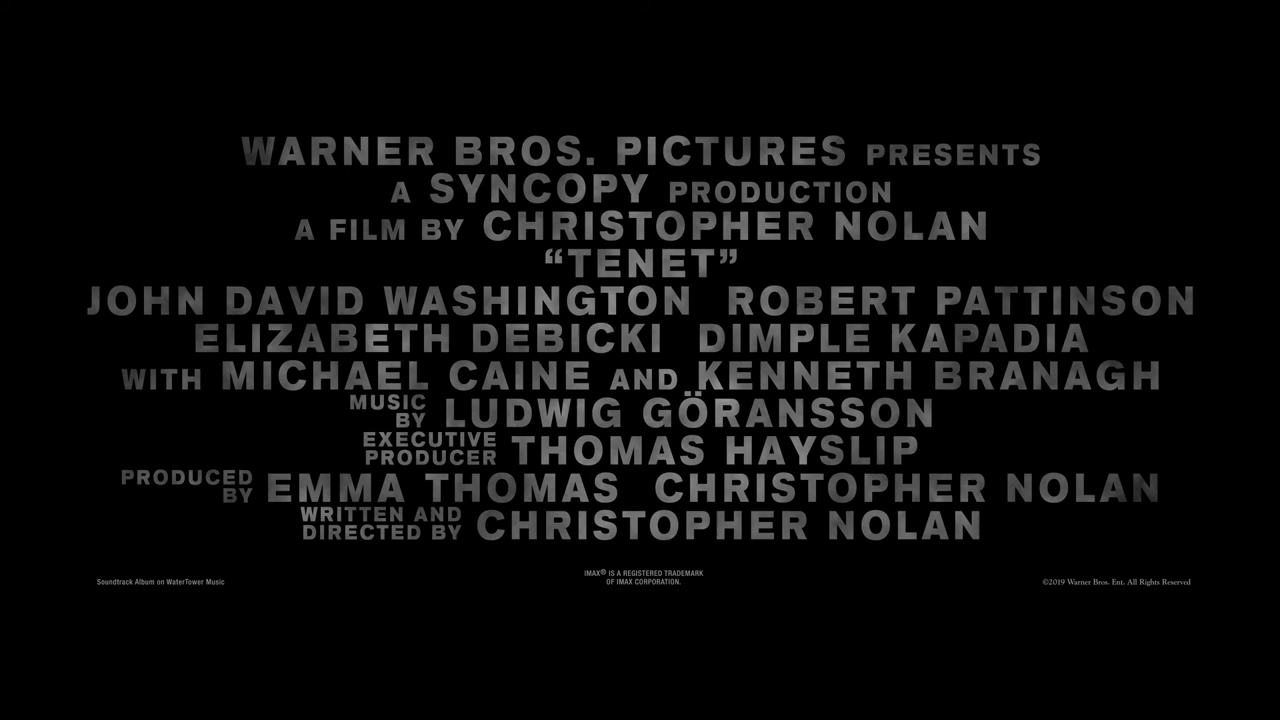 WARNER BROS. PICTURES PRESENTS
A SYNCOPY PRODUCTION
A FILM BY CHRISTOPHER NOLAN
“TENET”
JOHN DAVID WASHINGTON ROBERT PATTINSON
ELIZABETH DEBICKI DIMPLE KAPADIA
WITH MICHAEL CAINE AND KENNETH BRANAGH
MUSIC BY LUDWIG GÖRANSSON
EXECUTIVE PRODUCER THOMAS HAYSLIP
PRODUCED BY EMMA THOMAS CHRISTOPHER NOLAN
WRITTEN AND DIRECTED BY CHRISTOPHER NOLAN
Soundtrack Album on WaterTower Music
IMAX® IS A REGISTERED TRADEMARK
OF IMAX CORPORATION.
©2019 Warner Bros. Ent. All Rights Reserved